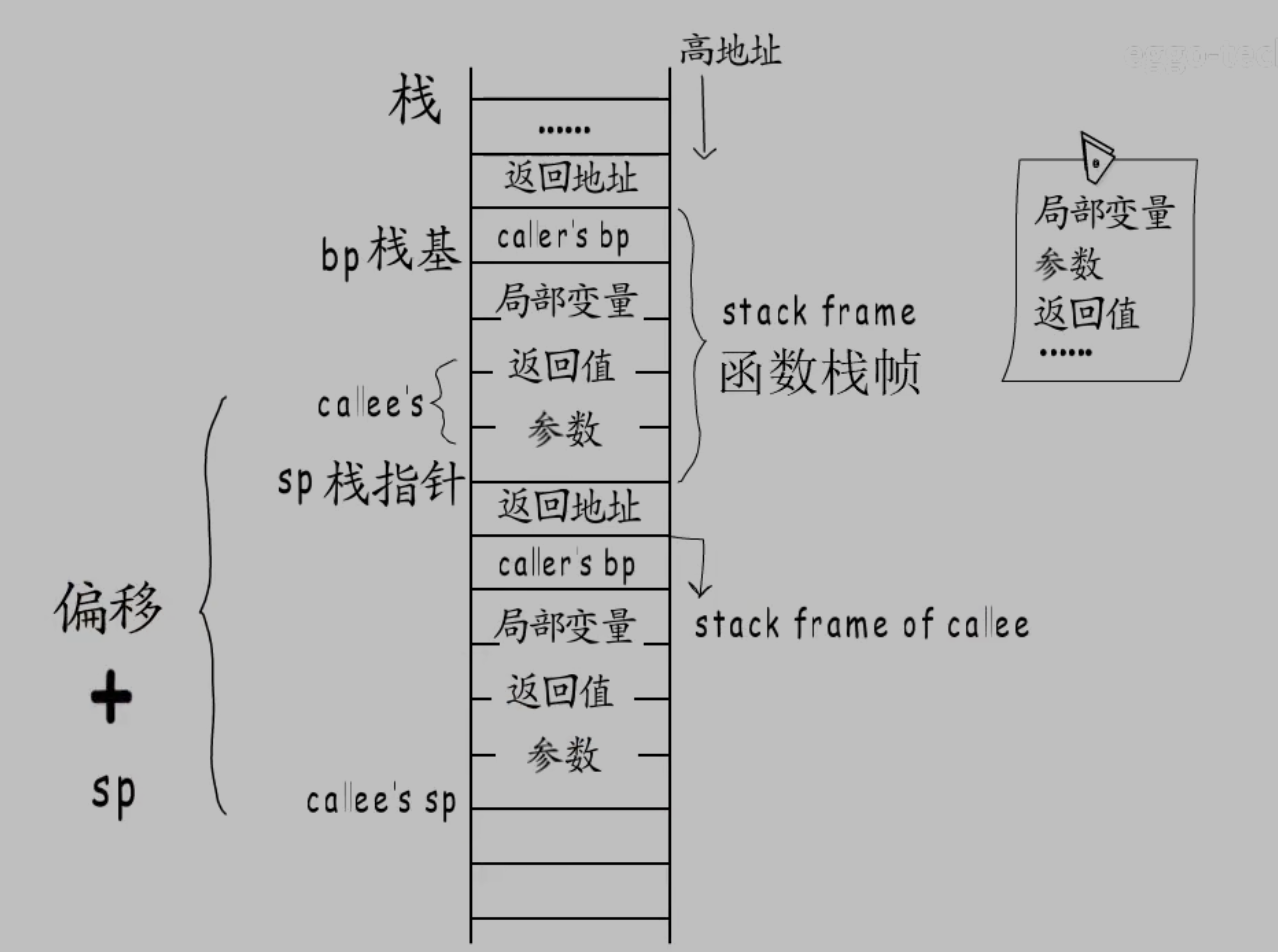 高地址
栈
......
返回地址
bp 栈基
caller's bp
局部变量
返回值
参数
callee's
sp 栈指针
stack frame
函数栈帧
局部变量
参数
返回值
......
返回地址
caller's bp
局部变量
返回值
参数
stack frame of callee
偏移
+
sp
callee's sp